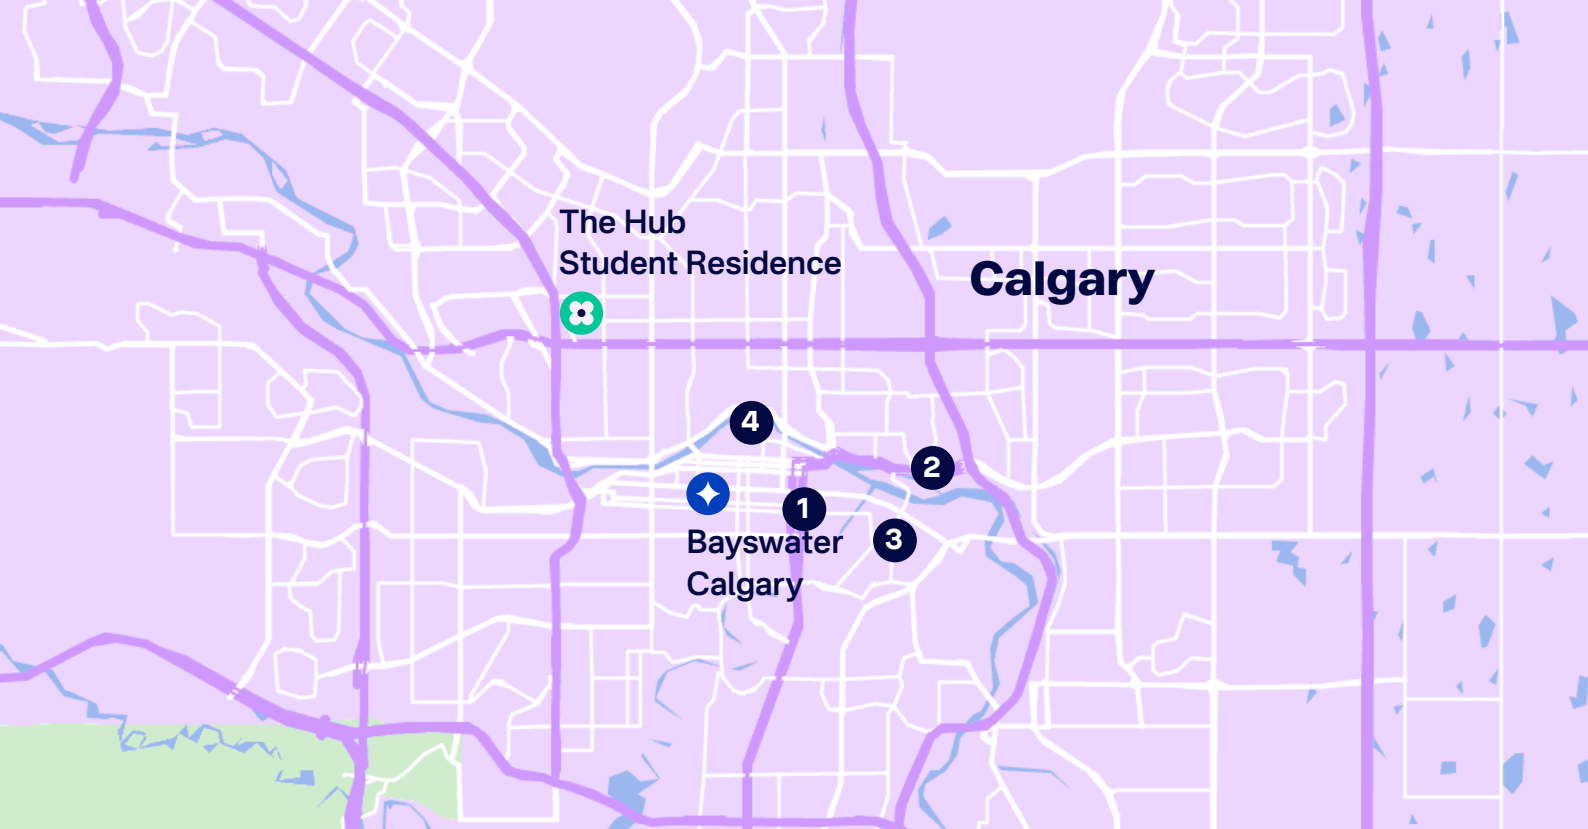 The Hub
Student Residence
Calgary
4
2
1
3
Bayswater
Calgary